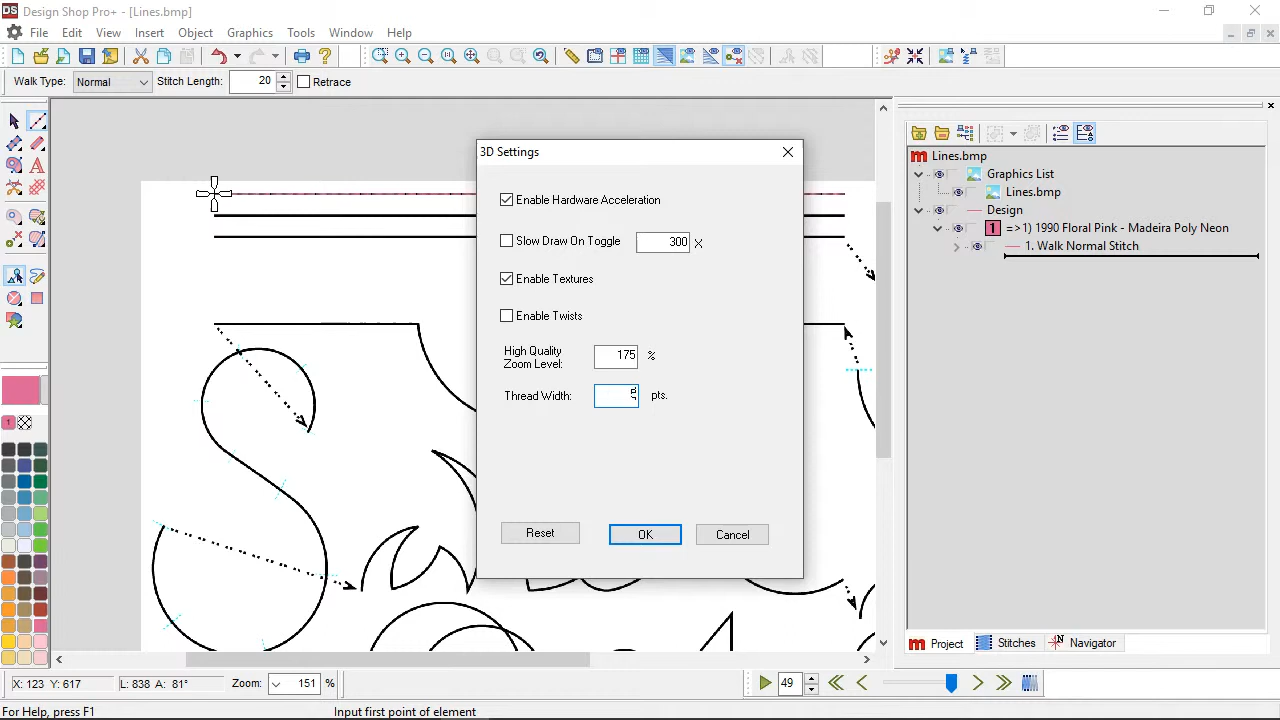 DS Design Shop Pro+ - [Lines.bmp]
File Edit View Insert Object Graphics Tools Window Help
Walk Type: Normal Stitch Length: 20 Retrace
3D Settings
Enable Hardware Acceleration
Slow Draw On Toggle 300 X
Enable Textures
Enable Twists
High Quality
Zoom Level: 175 %
Thread Width: pts.
Reset OK Cancel
Lines.bmp
Graphics List
Lines.bmp
Design
1 =>1) 1990 Floral Pink - Madeira Poly Neon
1. Walk Normal Stitch
Project Stitches Navigator
1
X: 123 Y: 617 L: 838 A: 81° Zoom: 151 % 49
For Help, press F1 Input first point of element